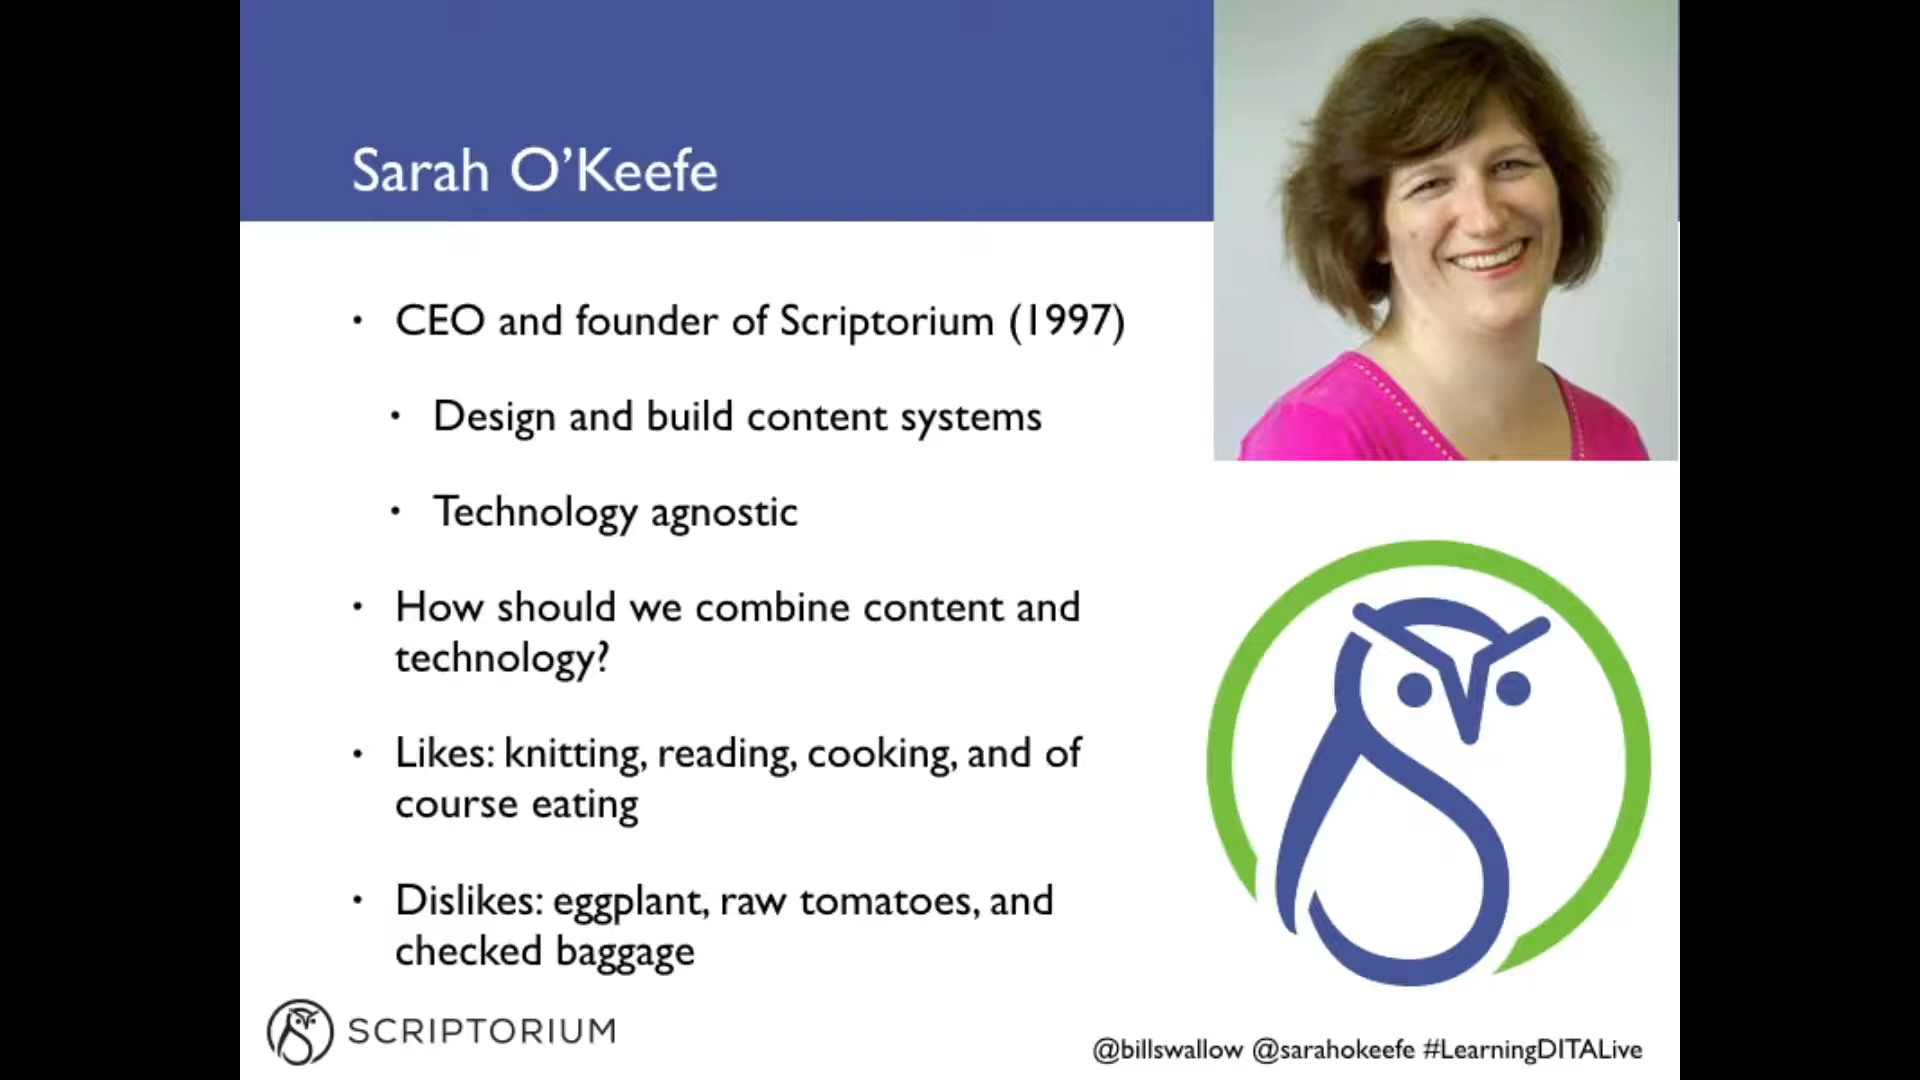 Sarah O’Keefe
• CEO and founder of Scriptorium (1997)
• Design and build content systems
• Technology agnostic
• How should we combine content and
technology?
• Likes: knitting, reading, cooking, and of
course eating
• Dislikes: eggplant, raw tomatoes, and
checked baggage
SCRIPTORIUM
@billswallow @sarahokeefe #LearningDITALive